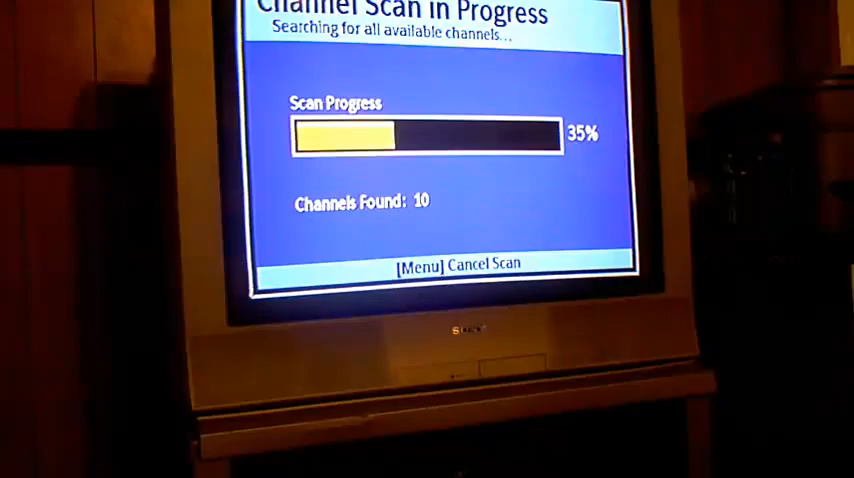 Channel Scan in Progress
Searching for all available channels...
Scan Progress
35%
Channels Found: 10
[Menu] Cancel Scan